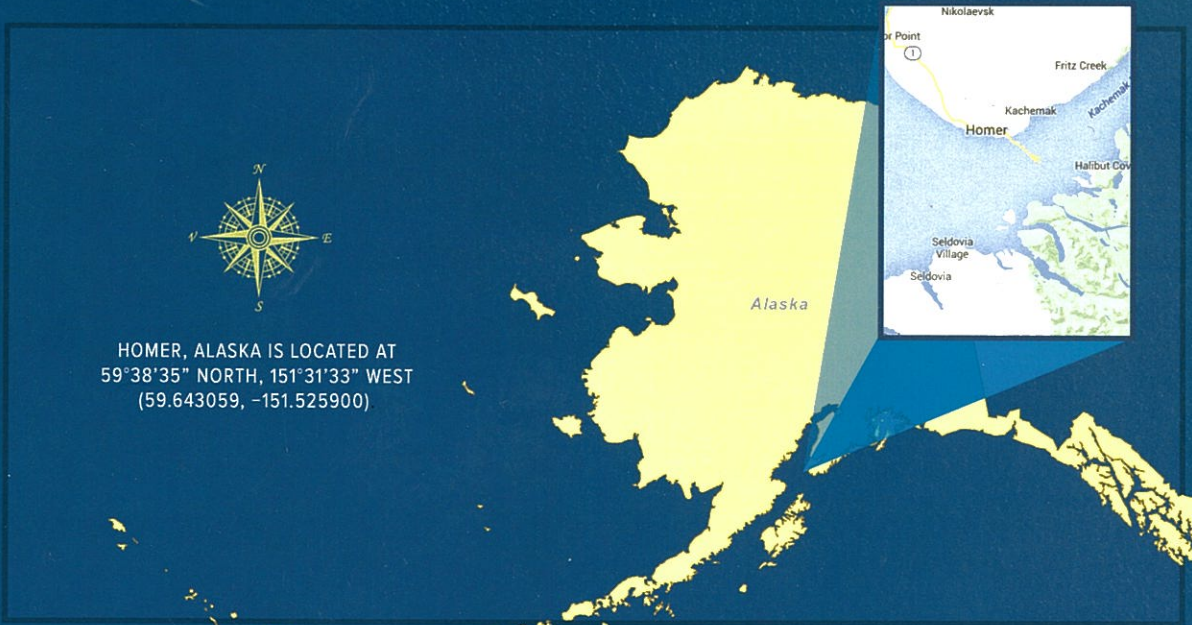 N
W E
S
HOMER, ALASKA IS LOCATED AT
59°38'35” NORTH, 151°31'33” WEST
(59.643059, -151.525900)
Alaska
Nikolaevsk
or Point
1
Fritz Creek
Kachemak
Kachemak
Homer
Halibut Cov
Seldovia
Village
Seldovia